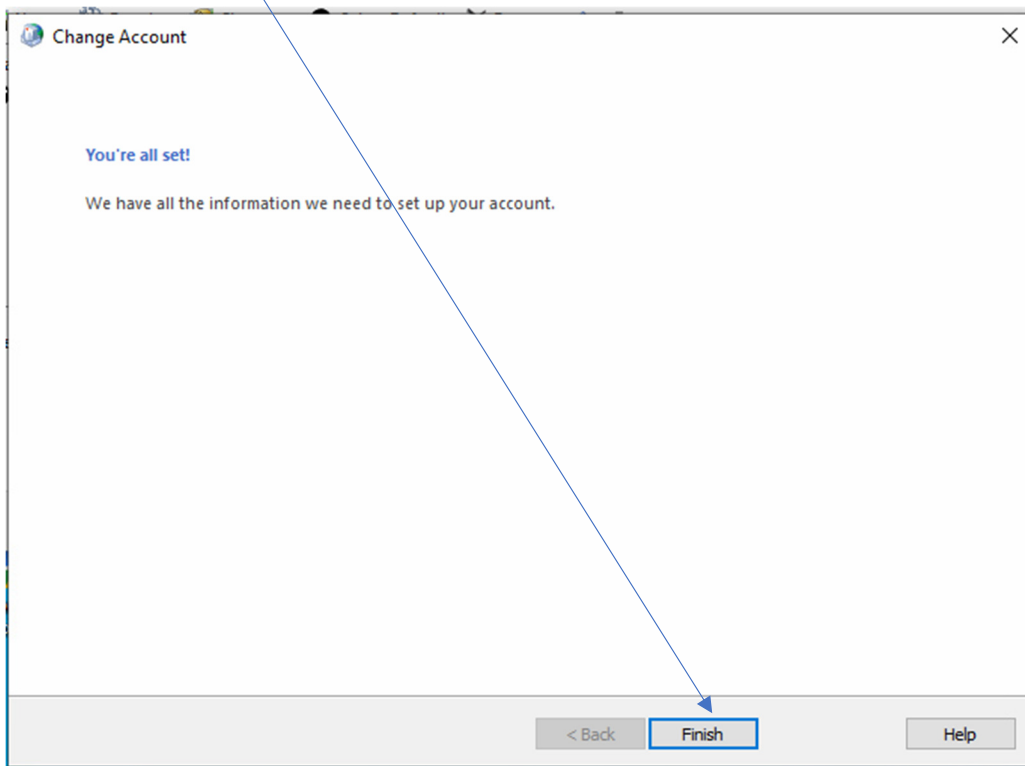 Change Account
You're all set!
We have all the information we need to set up your account.
< Back
Finish
Help